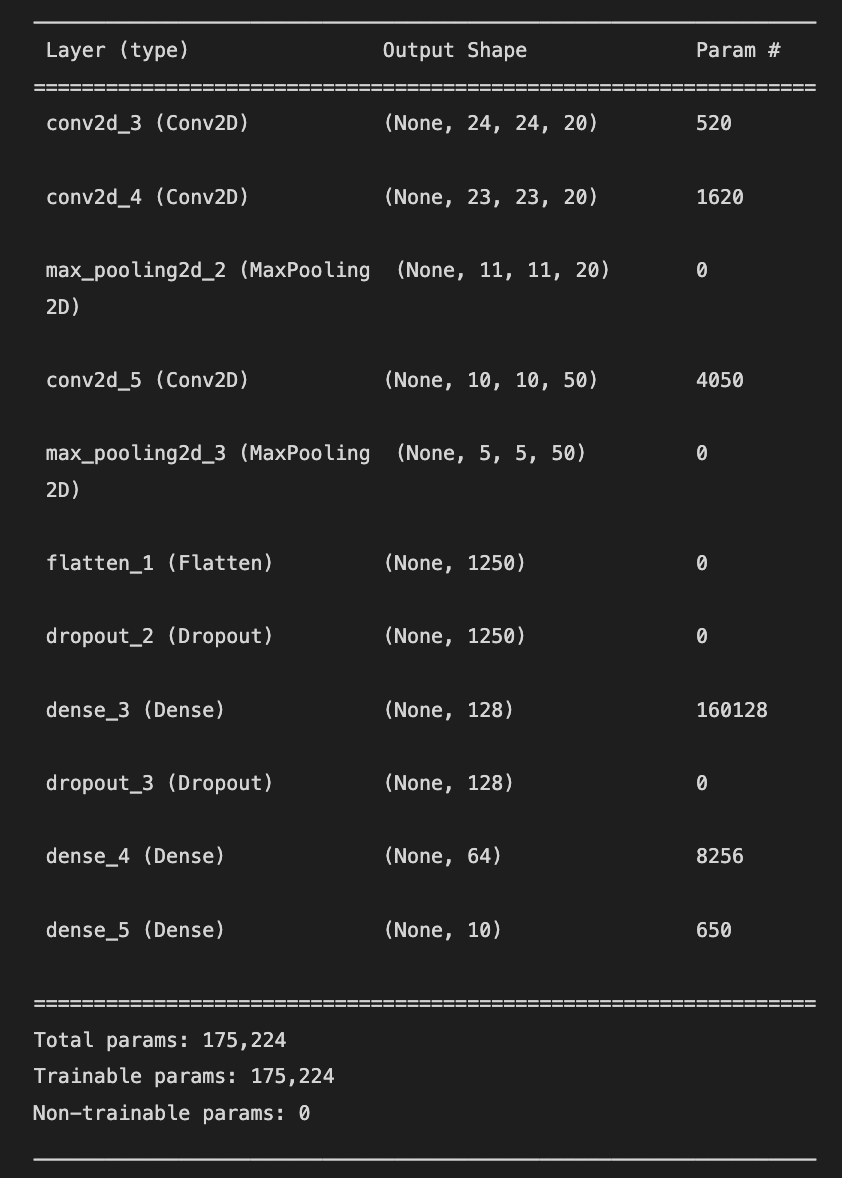 Layer (type) Output Shape Param #
=================================================================
conv2d_3 (Conv2D) (None, 24, 24, 20) 520
conv2d_4 (Conv2D) (None, 23, 23, 20) 1620
max_pooling2d_2 (MaxPooling (None, 11, 11, 20) 0
2D)
conv2d_5 (Conv2D) (None, 10, 10, 50) 4050
max_pooling2d_3 (MaxPooling (None, 5, 5, 50) 0
2D)
flatten_1 (Flatten) (None, 1250) 0
dropout_2 (Dropout) (None, 1250) 0
dense_3 (Dense) (None, 128) 160128
dropout_3 (Dropout) (None, 128) 0
dense_4 (Dense) (None, 64) 8256
dense_5 (Dense) (None, 10) 650
=================================================================
Total params: 175,224
Trainable params: 175,224
Non-trainable params: 0